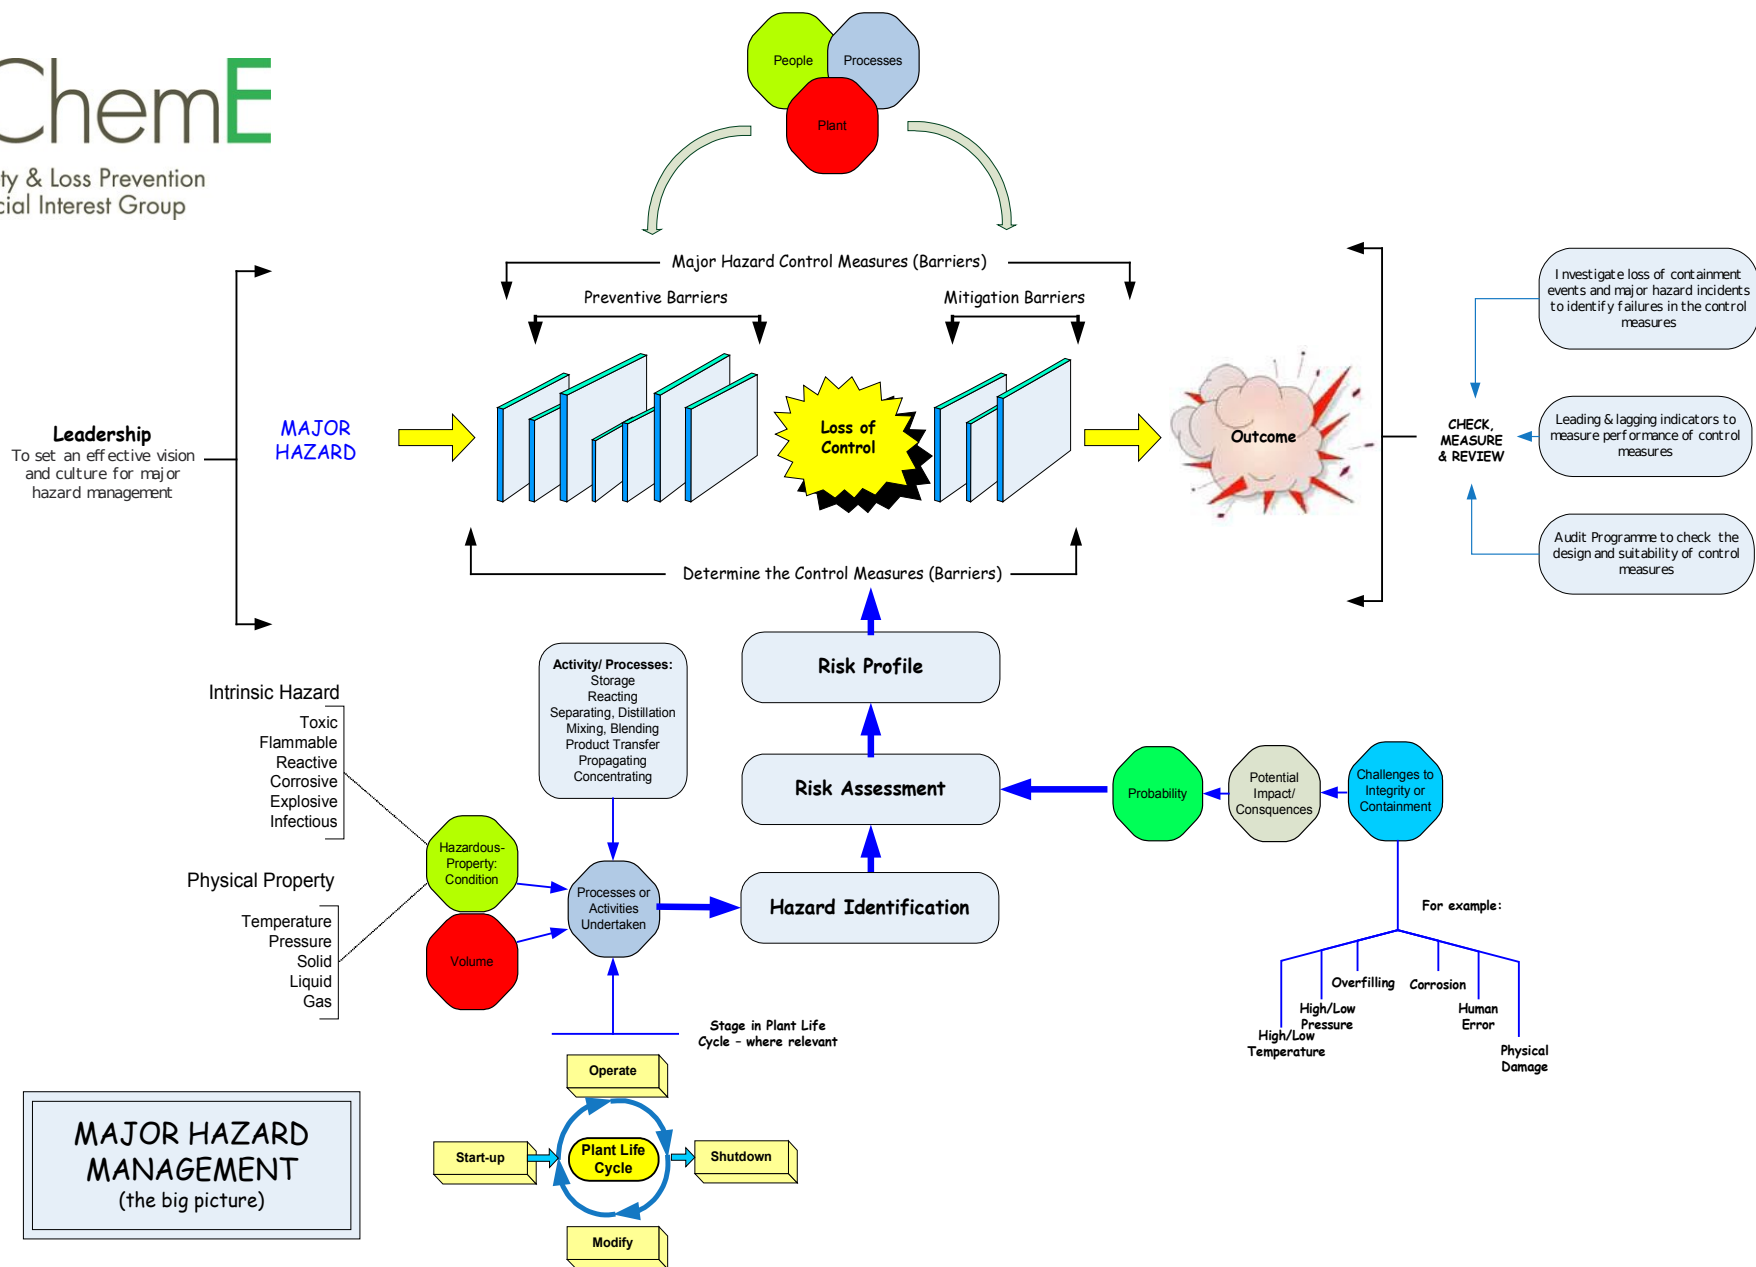 ChemE
ty & Loss Prevention
cial Interest Group
People
Processes
Plant
Major Hazard Control Measures (Barriers)
Preventive Barriers
Mitigation Barriers
Leadership
To set an effective vision
and culture for major
hazard management
MAJOR
HAZARD
Loss of
Control
Outcome
CHECK,
MEASURE
& REVIEW
Investigate loss of containment
events and major hazard incidents
to identify failures in the control
measures
Leading & lagging indicators to
measure performance of control
measures
Audit Programme to check the
design and suitability of control
measures
Determine the Control Measures (Barriers)
Risk Profile
Risk Assessment
Hazard Identification
Activity/ Processes:
Storage
Reacting
Separating, Distillation
Mixing, Blending
Product Transfer
Propagating
Concentrating
Intrinsic Hazard
Toxic
Flammable
Reactive
Corrosive
Explosive
Infectious
Physical Property
Temperature
Pressure
Solid
Liquid
Gas
Hazardous-
Property:
Condition
Volume
Processes or
Activities
Undertaken
Probability
Potential
Impact/
Consquences
Challenges to
Integrity or
Containment
For example:
High/Low
Temperature
High/Low
Pressure
Overfilling
Corrosion
Human
Error
Physical
Damage
Stage in Plant Life
Cycle - where relevant
Operate
Start-up
Plant Life
Cycle
Shutdown
Modify
MAJOR HAZARD
MANAGEMENT
(the big picture)